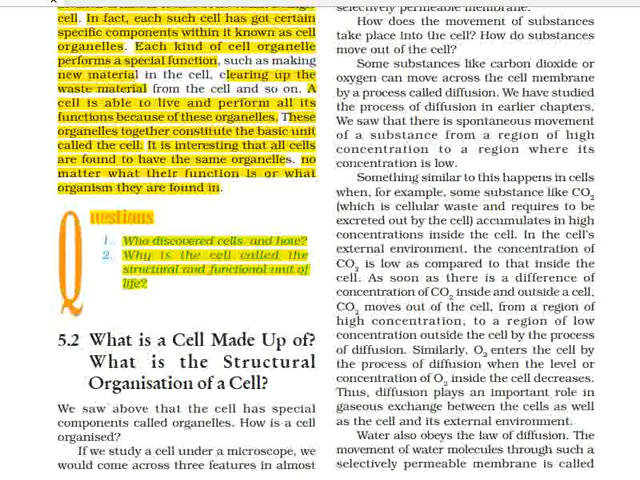 cell. In fact, each such cell has got certain
specific components within it known as cell
organelles. Each kind of cell organelle
performs a special function, such as making
new material in the cell, clearing up the
waste material from the cell and so on. A
cell is able to live and perform all its
functions because of these organelles. These
organelles together constitute the basic unit
called the cell. It is interesting that all cells
are found to have the same organelles, no
matter what their function is or what
organism they are found in.
Questions
1. Who discovered cells, and how?
2. Why is the cell called the
structural and functional unit of
life?
5.2 What is a Cell Made Up of?
What is the Structural
Organisation of a Cell?
We saw above that the cell has special
components called organelles. How is a cell
organised?
If we study a cell under a microscope, we
would come across three features in almost
selectively permeable membrane.
How does the movement of substances
take place into the cell? How do substances
move out of the cell?
Some substances like carbon dioxide or
oxygen can move across the cell membrane
by a process called diffusion. We have studied
the process of diffusion in earlier chapters.
We saw that there is spontaneous movement
of a substance from a region of high
concentration to a region where its
concentration is low.
Something similar to this happens in cells
when, for example, some substance like CO₂
(which is cellular waste and requires to be
excreted out by the cell) accumulates in high
concentrations inside the cell. In the cell's
external environment, the concentration of
CO₂ is low as compared to that inside the
cell. As soon as there is a difference of
concentration of CO₂ inside and outside a cell,
CO₂ moves out of the cell, from a region of
high concentration, to a region of low
concentration outside the cell by the process
of diffusion. Similarly, O₂ enters the cell by
the process of diffusion when the level or
concentration of O₂ inside the cell decreases.
Thus, diffusion plays an important role in
gaseous exchange between the cells as well
as the cell and its external environment.
Water also obeys the law of diffusion. The
movement of water molecules through such a
selectively permeable membrane is called